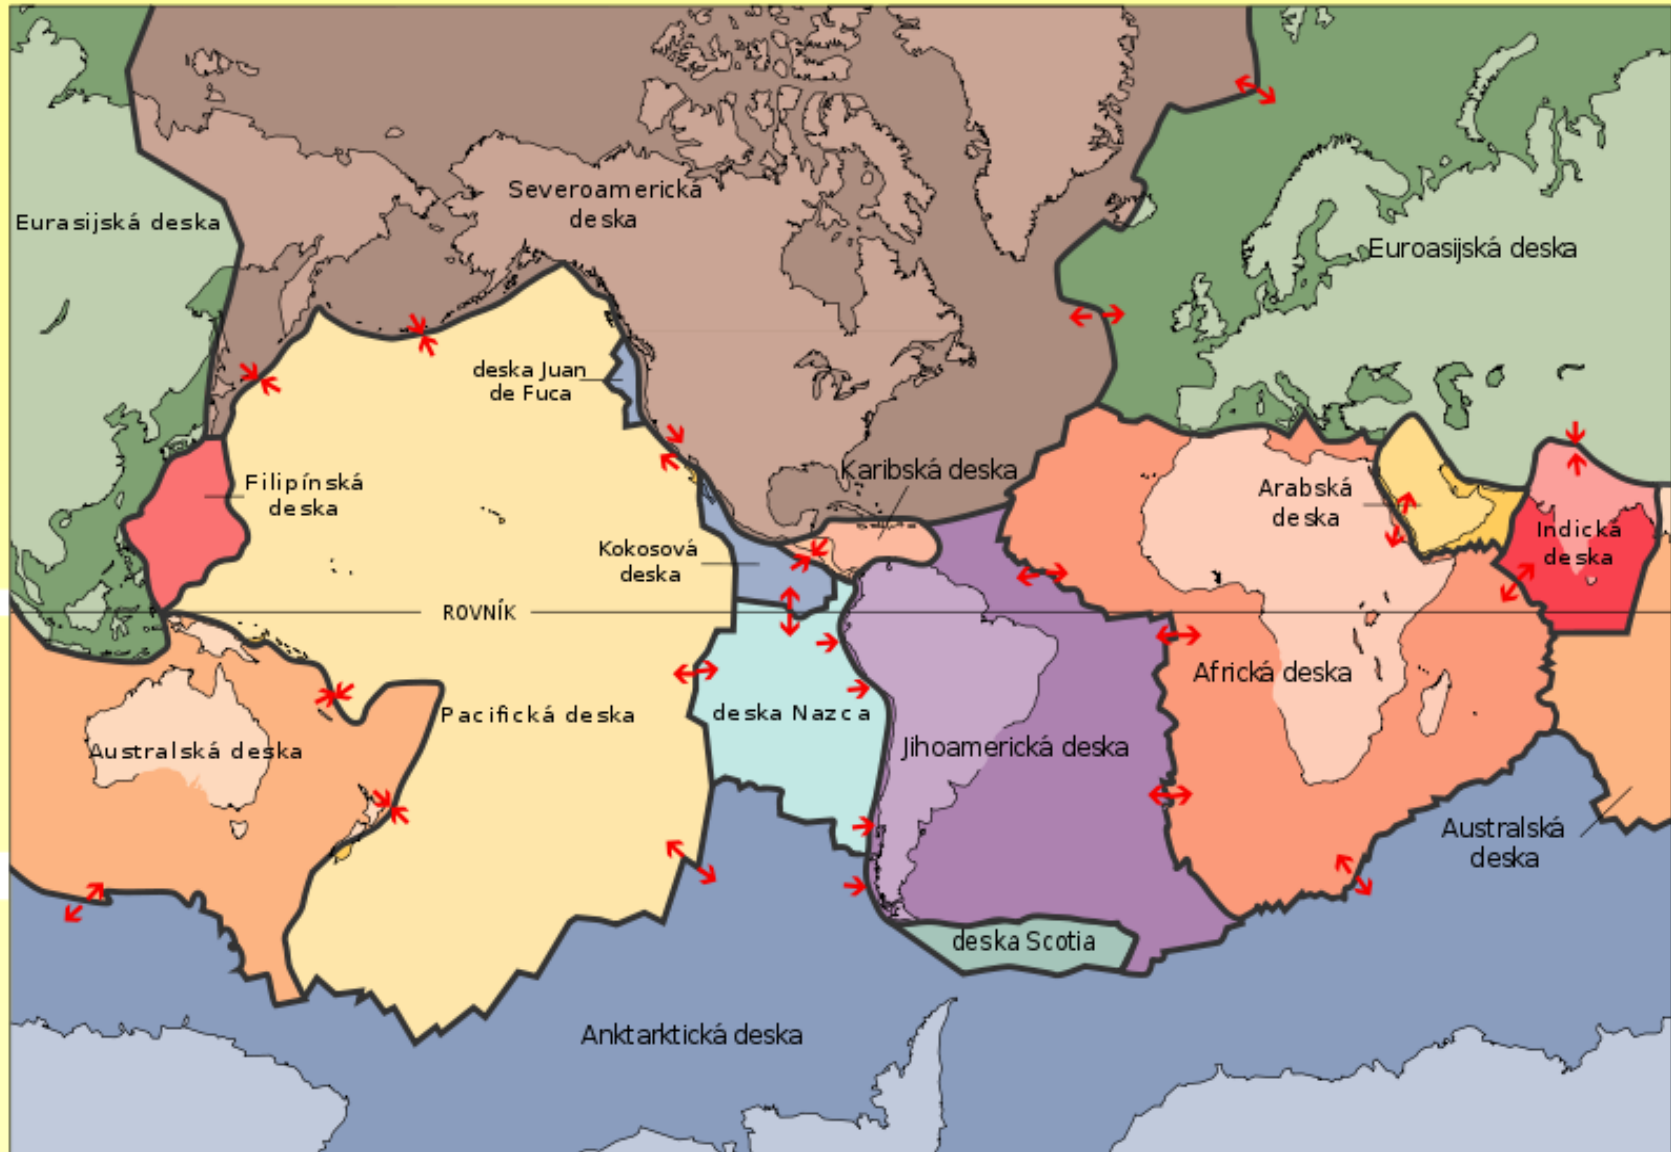 Severoamerická
deska
Eurasijská deska
Euroasijská deska
deska Juan
de Fuca
Karibská deska
Filipínská
deska
Arabská
deska
Indická
deska
Kokosová
deska
ROVNÍK
Africká deska
Pacifická deska
deska Nazca
Australská deska
Jihoamerická deska
Australská
deska
deska Scotia
Anktarktická deska